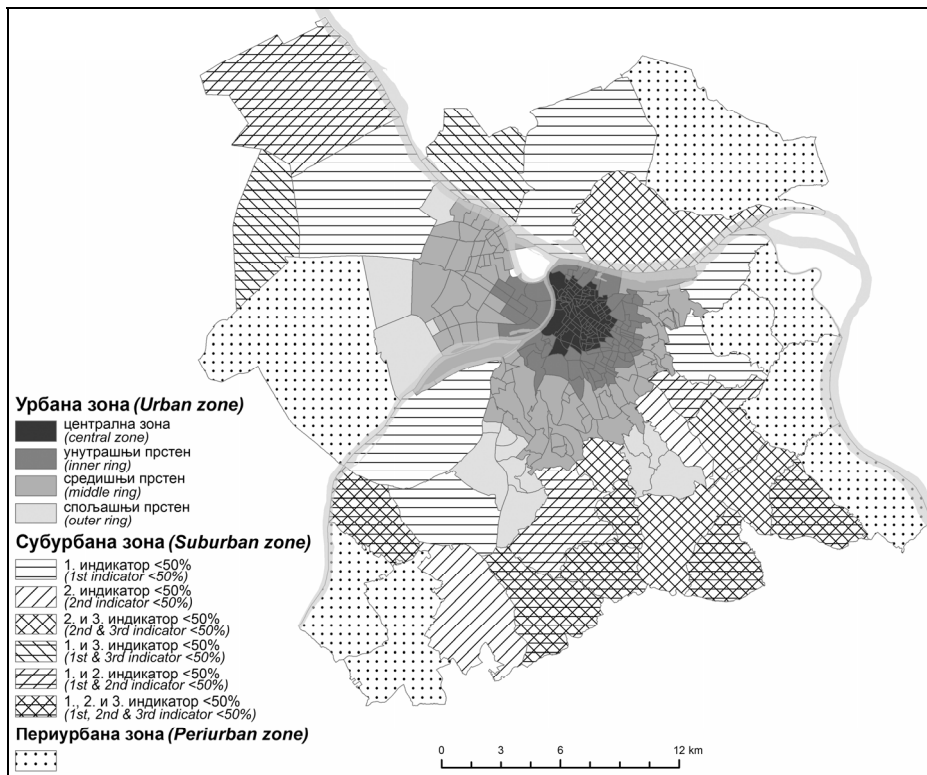 Урбана зона (Urban zone)
централна зона
(central zone)
унутрашњи прстен
(inner ring)
средишњи прстен
(middle ring)
спољашњи прстен
(outer ring)
Субурбана зона (Suburban zone)
1. индикатор <50%
(1st indicator <50%)
2. индикатор <50%
(2nd indicator <50%)
2. и 3. индикатор <50%
(2nd & 3rd indicator <50%)
1. и 3. индикатор <50%
(1st & 3rd indicator <50%)
1. и 2. индикатор <50%
(1st & 2nd indicator <50%)
1., 2. и 3. индикатор <50%
(1st, 2nd & 3rd indicator <50%)
Периурбана зона (Periurban zone)
0 3 6 12 km